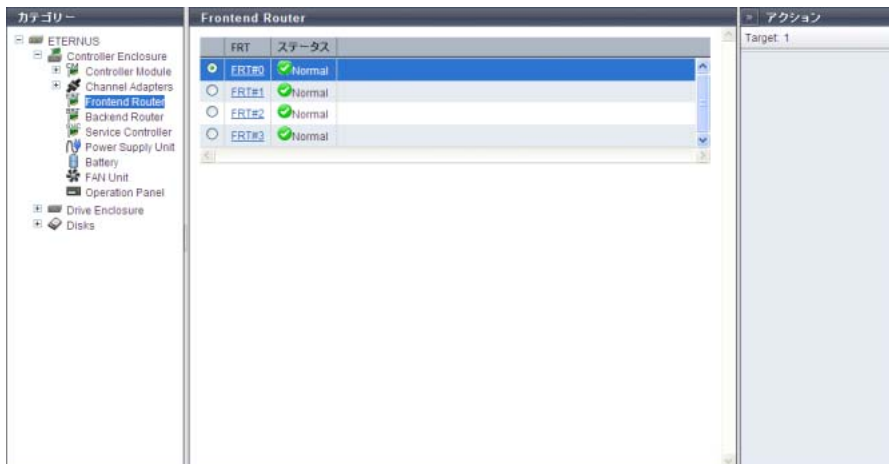 カテゴリー
ETERNUS
Controller Enclosure
Controller Module
Channel Adapters
Frontend Router
Backend Router
Service Controller
Power Supply Unit
Battery
FAN Unit
Operation Panel
Drive Enclosure
Disks
Frontend Router
FRT ステータス
FRT#0 Normal
FRT#1 Normal
FRT#2 Normal
FRT#3 Normal
» アクション
Target: 1